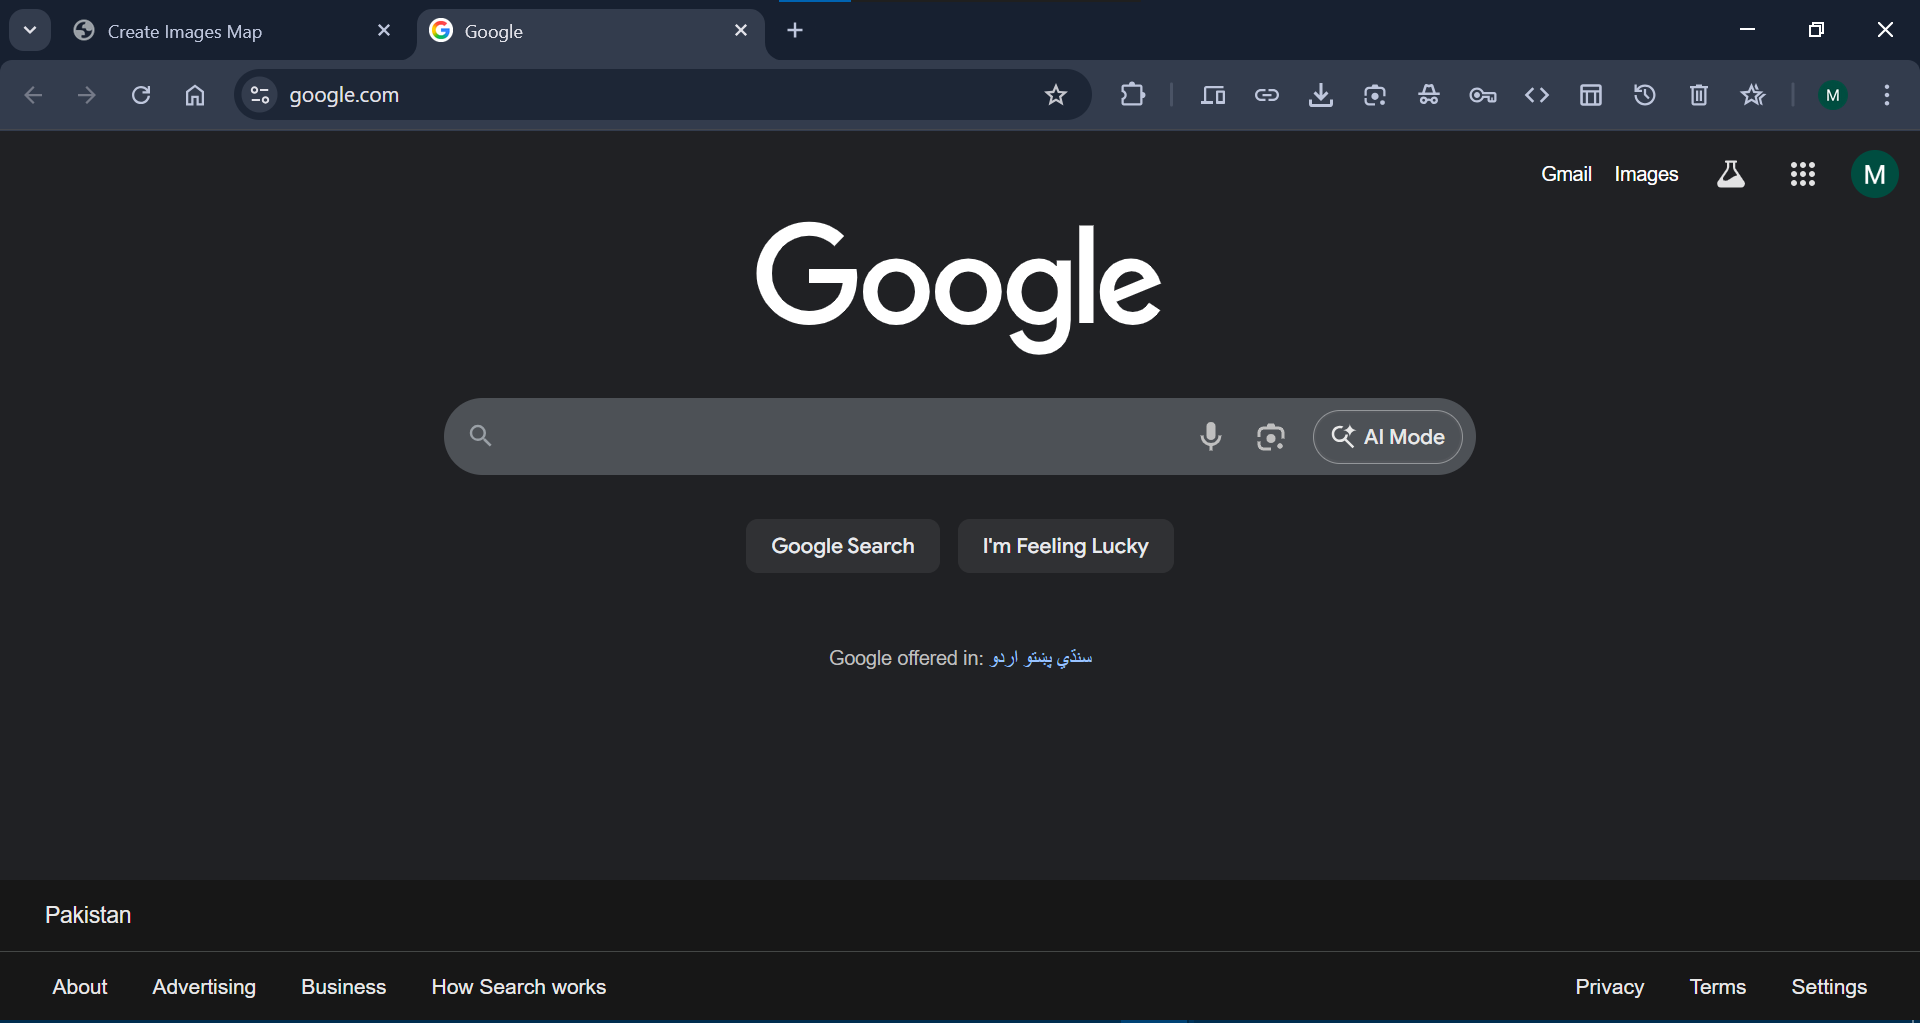 Create Images Map
Google
google.com
M
Gmail Images M
Google
AI Mode
Google Search I'm Feeling Lucky
Google offered in: اردو پښتو سنڌي
Pakistan
About Advertising Business How Search works Privacy Terms Settings